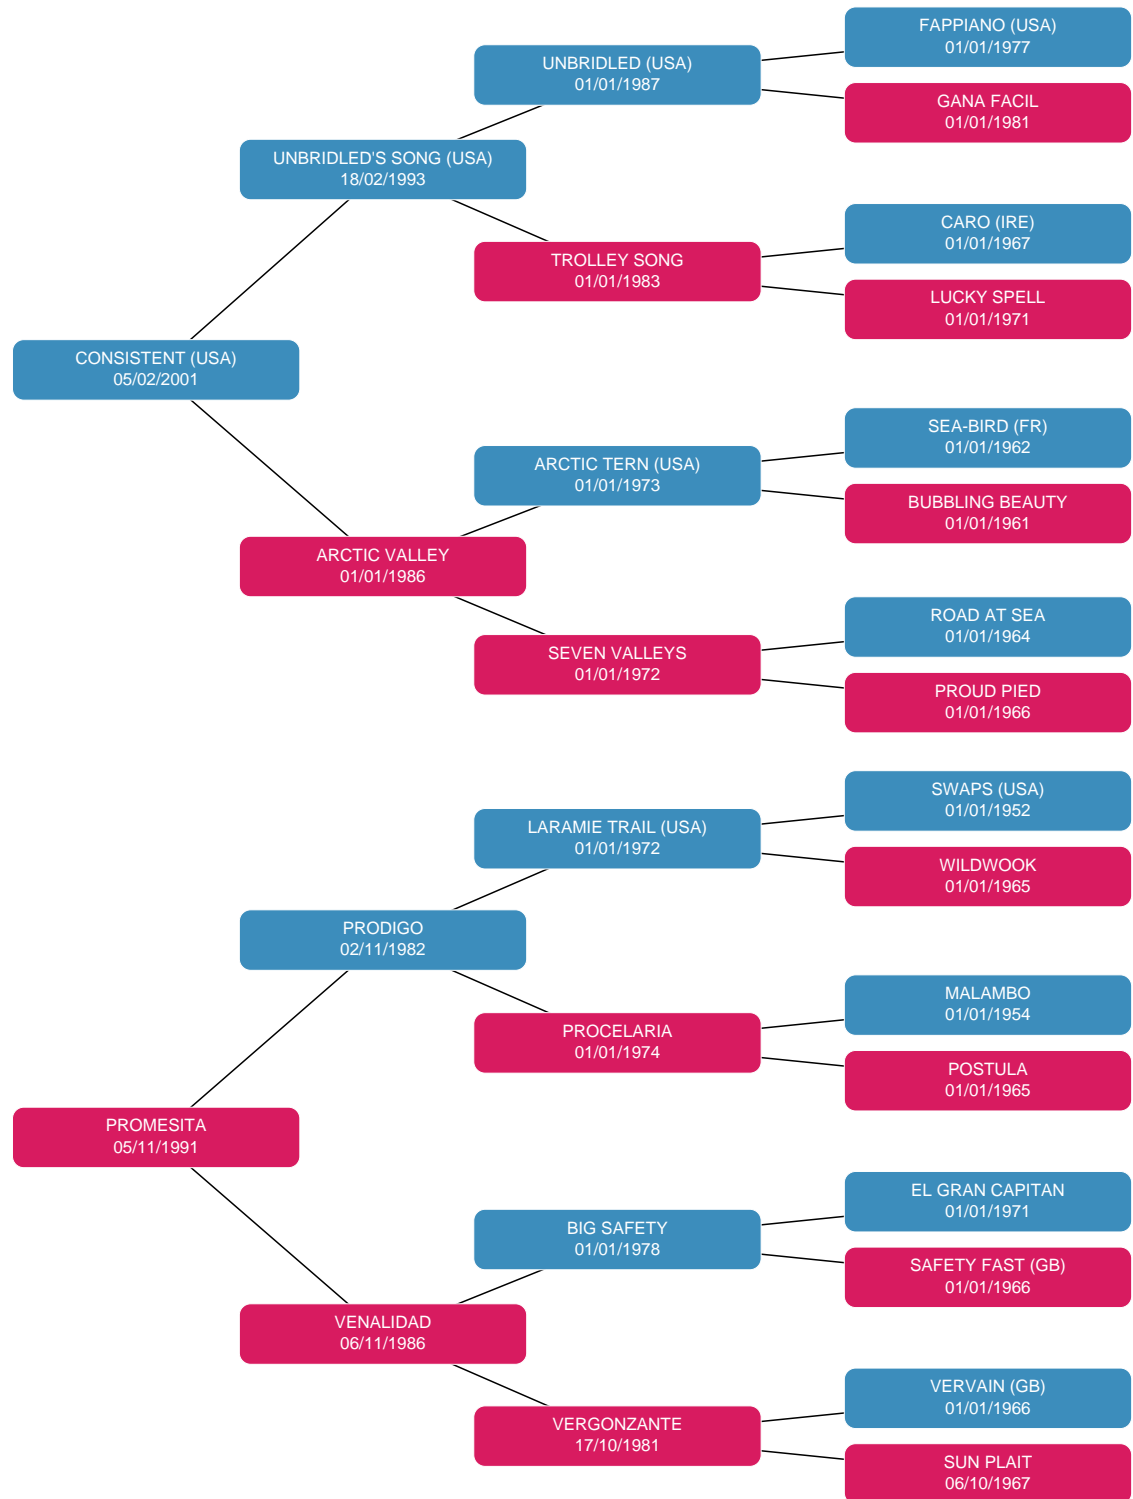 FAPPIANO (USA)
01/01/1977
UNBRIDLED (USA)
01/01/1987
GANA FACIL
01/01/1981
UNBRIDLED'S SONG (USA)
18/02/1993
CARO (IRE)
01/01/1967
TROLLEY SONG
01/01/1983
LUCKY SPELL
01/01/1971
CONSISTENT (USA)
05/02/2001
SEA-BIRD (FR)
01/01/1962
ARCTIC TERN (USA)
01/01/1973
BUBBLING BEAUTY
01/01/1961
ARCTIC VALLEY
01/01/1986
ROAD AT SEA
01/01/1964
SEVEN VALLEYS
01/01/1972
PROUD PIED
01/01/1966
SWAPS (USA)
01/01/1952
LARAMIE TRAIL (USA)
01/01/1972
WILDWOOK
01/01/1965
PRODIGO
02/11/1982
MALAMBO
01/01/1954
PROCELARIA
01/01/1974
POSTULA
01/01/1965
PROMESITA
05/11/1991
EL GRAN CAPITAN
01/01/1971
BIG SAFETY
01/01/1978
SAFETY FAST (GB)
01/01/1966
VENALIDAD
06/11/1986
VERVAIN (GB)
01/01/1966
VERGONZANTE
17/10/1981
SUN PLAIT
06/10/1967